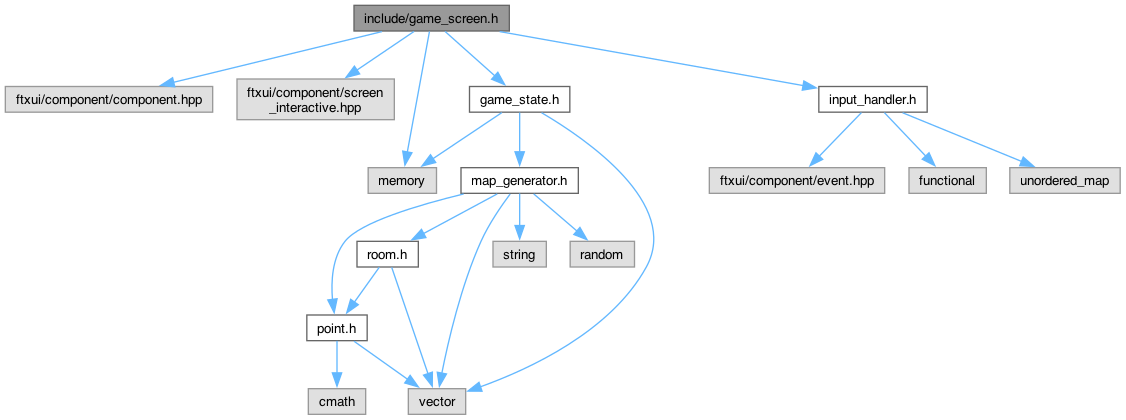 include/game_screen.h
ftxui/component/component.hpp
ftxui/component/screen
_interactive.hpp
game_state.h
input_handler.h
memory
map_generator.h
ftxui/component/event.hpp
functional
unordered_map
room.h
string
random
point.h
cmath
vector